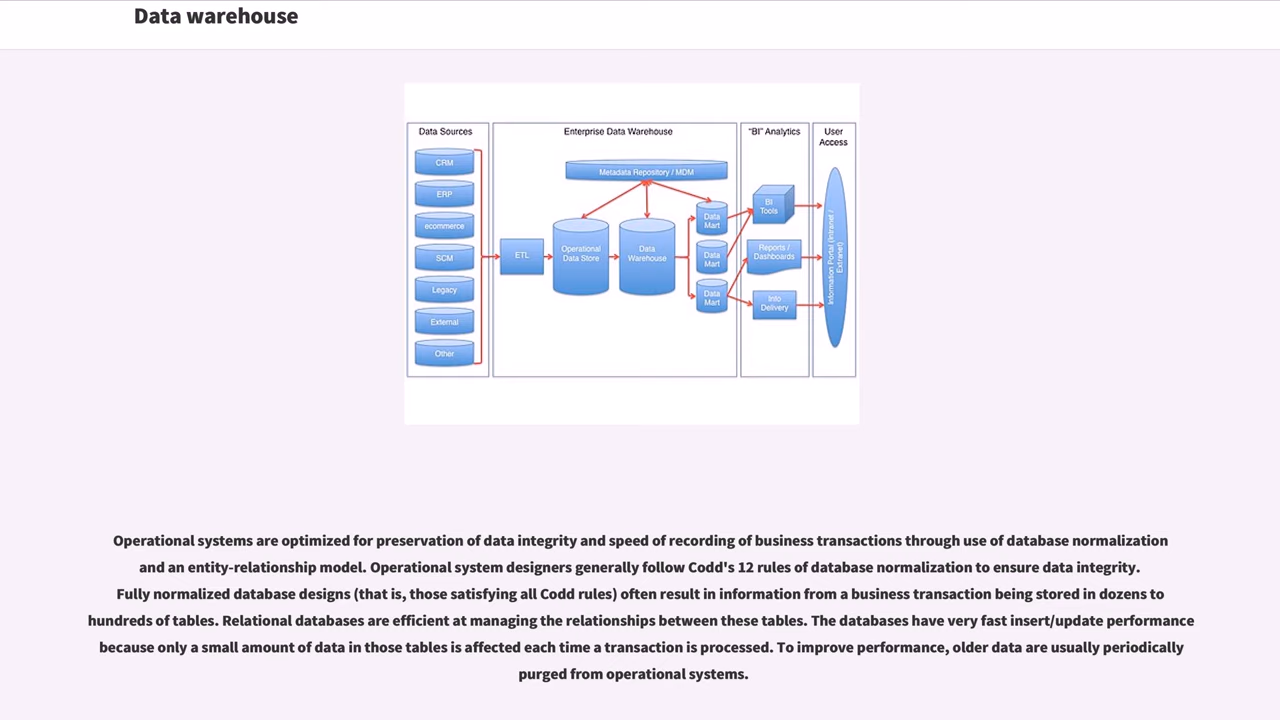 Data warehouse
Data Sources
CRM
ERP
ecommerce
SCM
Legacy
External
Other
Enterprise Data Warehouse
Metadata Repository / MDM
ETL
Operational
Data Store
Data
Warehouse
Data
Mart
Data
Mart
Data
Mart
"BI" Analytics
BI
Tools
Reports /
Dashboards
Info
Delivery
User
Access
Information Portal (Intranet /
Extranet)
Operational systems are optimized for preservation of data integrity and speed of recording of business transactions through use of database normalization
and an entity-relationship model. Operational system designers generally follow Codd's 12 rules of database normalization to ensure data integrity.
Fully normalized database designs (that is, those satisfying all Codd rules) often result in information from a business transaction being stored in dozens to
hundreds of tables. Relational databases are efficient at managing the relationships between these tables. The databases have very fast insert/update performance
because only a small amount of data in those tables is affected each time a transaction is processed. To improve performance, older data are usually periodically
purged from operational systems.